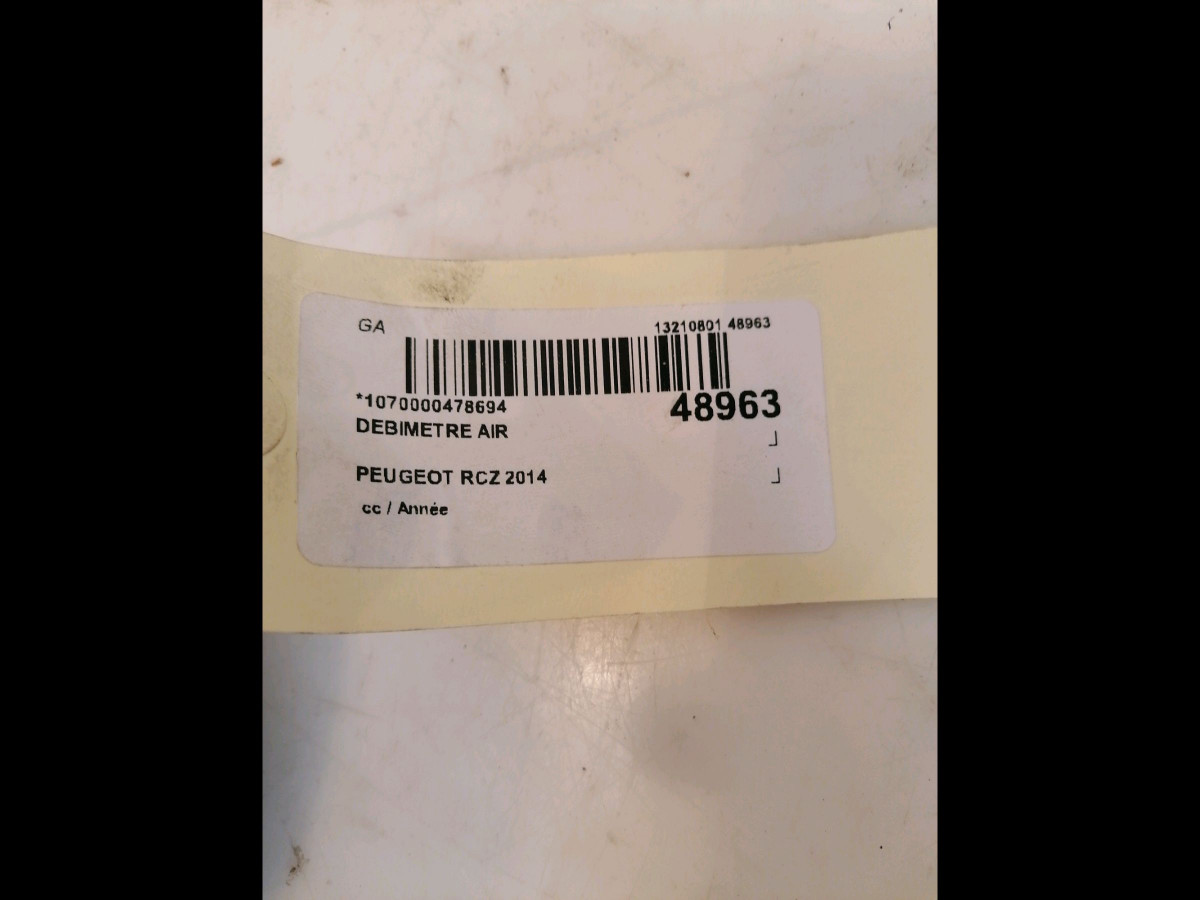 GA
13210801 48963
*1070000478694
48963
DEBIMETRE AIR
PEUGEOT RCZ 2014
cc / Année